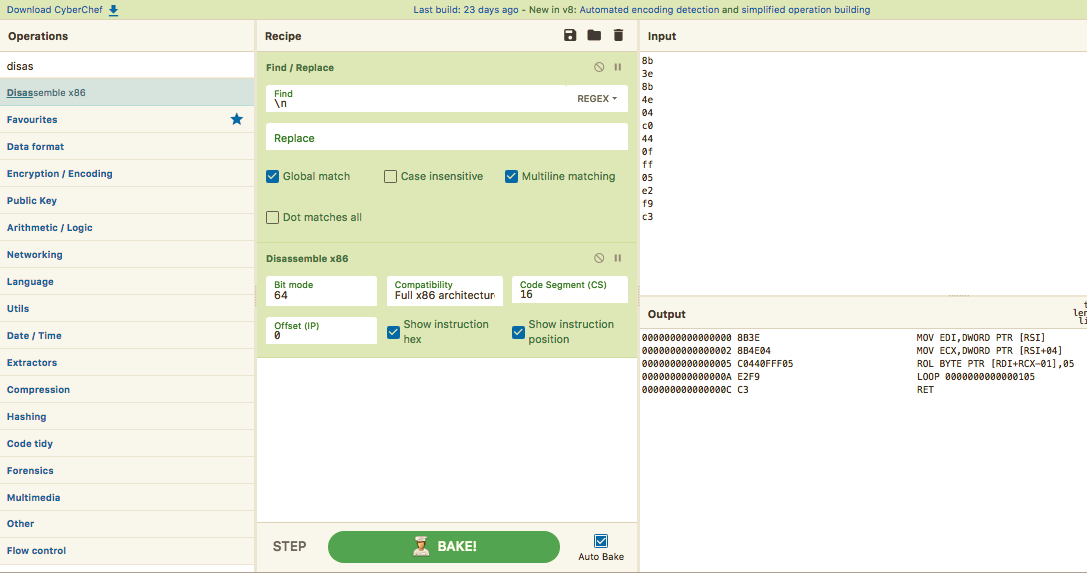 Download CyberChef
Last build: 23 days ago - New in v8: Automated encoding detection and simplified operation building
Operations
disas
Disassemble x86
Favourites
Data format
Encryption / Encoding
Public Key
Arithmetic / Logic
Networking
Language
Utils
Date / Time
Extractors
Compression
Hashing
Code tidy
Forensics
Multimedia
Other
Flow control
Recipe
Find / Replace
Find
\n
REGEX
Replace
Global match
Case insensitive
Multiline matching
Dot matches all
Disassemble x86
Bit mode
64
Compatibility
Full x86 architectur
Code Segment (CS)
16
Offset (IP)
0
Show instruction
hex
Show instruction
position
STEP
BAKE!
Auto Bake
Input
8b
3e
8b
4e
04
c0
44
0f
ff
05
e2
f9
c3
Output
0000000000000000 8B3E MOV EDI,DWORD PTR [RSI]
0000000000000002 8B4E04 MOV ECX,DWORD PTR [RSI+04]
0000000000000005 C0440FFF05 ROL BYTE PTR [RDI+RCX-01],05
000000000000000A E2F9 LOOP 0000000000000105
000000000000000C C3 RET